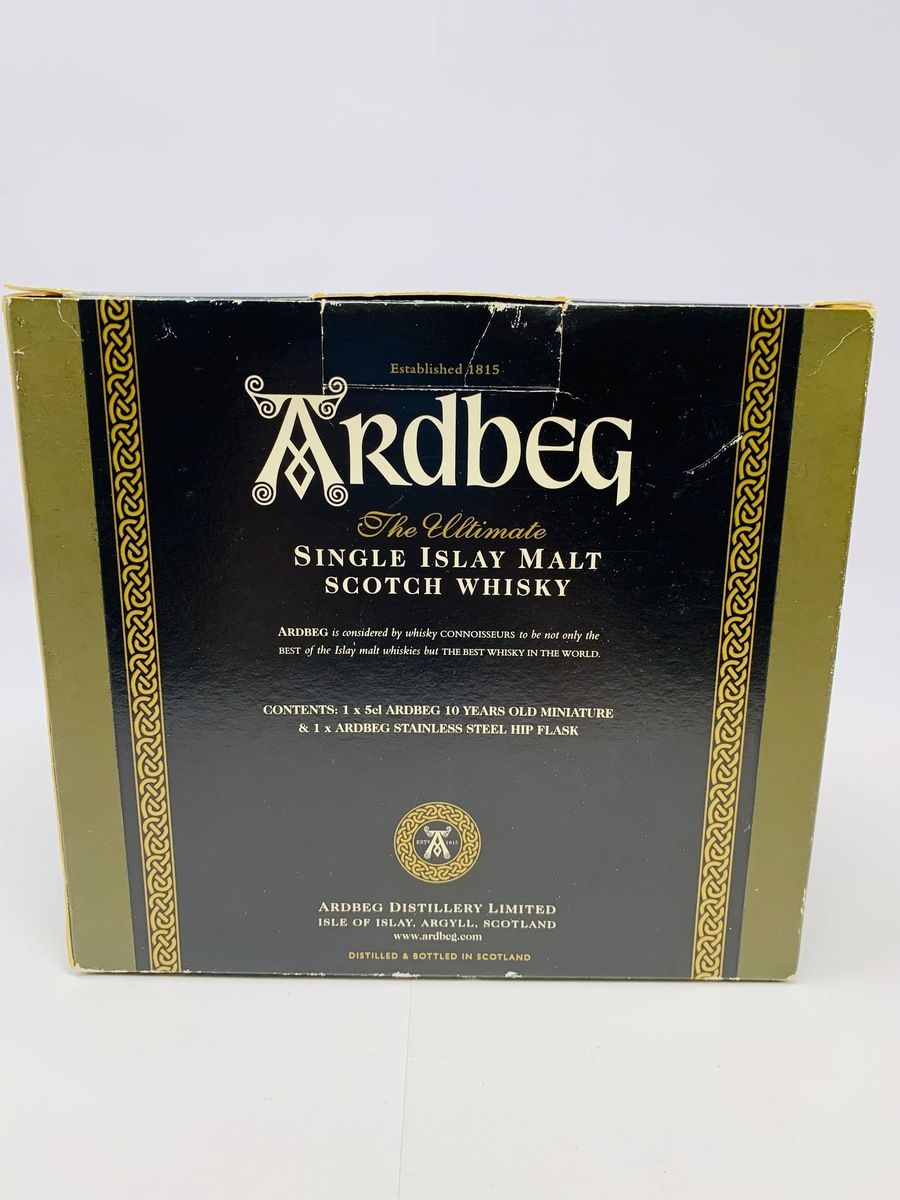 Established 1815
ARdbEG
The Ultimate
SINGLE ISLAY MALT
SCOTCH WHISKY
ARDBEG is considered by whisky CONNOISSEURS to be not only the
BEST of the Islay malt whiskies but THE BEST WHISKY IN THE WORLD.
CONTENTS: 1 x 5cl ARDBEG 10 YEARS OLD MINIATURE
& 1 x ARDBEG STAINLESS STEEL HIP FLASK
ESTD A 1815
ARDBEG DISTILLERY LIMITED
ISLE OF ISLAY, ARGYLL, SCOTLAND
www.ardbeg.com
DISTILLED & BOTTLED IN SCOTLAND